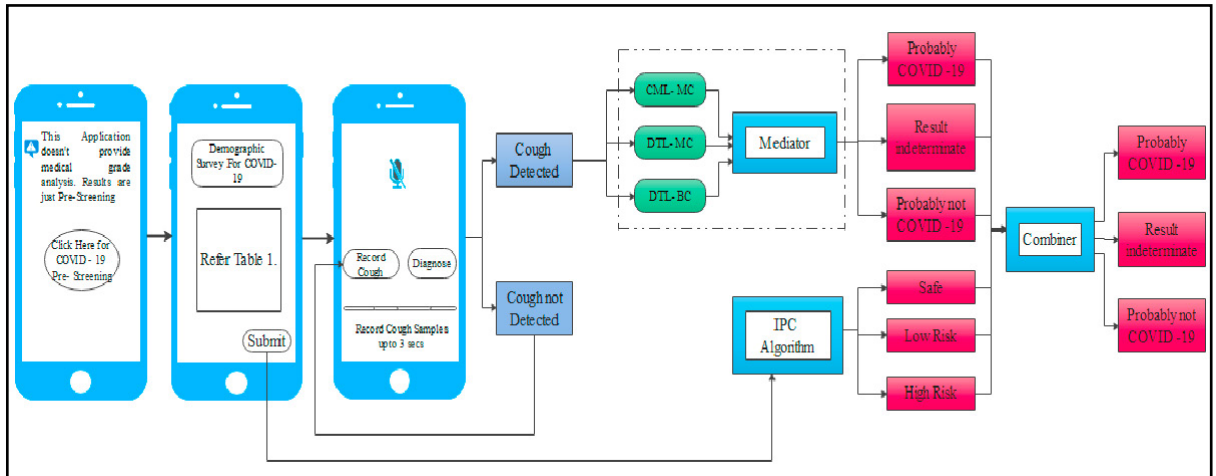 This Application
doesn't provide
medical grade
analysis. Results are
just Pre-Screening
Click Here for
COVID - 19
Pre- Screening
Demographic
Survey For COVID-
19
Refer Table 1.
Submit
Record
Cough
Diagnose
Record Cough Samples
upto 3 secs
Cough
Detected
Cough not
Detected
CML- MC
DTL- MC
DTL- BC
Mediator
IPC
Algorithm
Probably
COVID -19
Result
indeterminate
Probably not
COVID -19
Safe
Low Risk
High Risk
Combiner
Probably
COVID -19
Result
indeterminate
Probably not
COVID -19